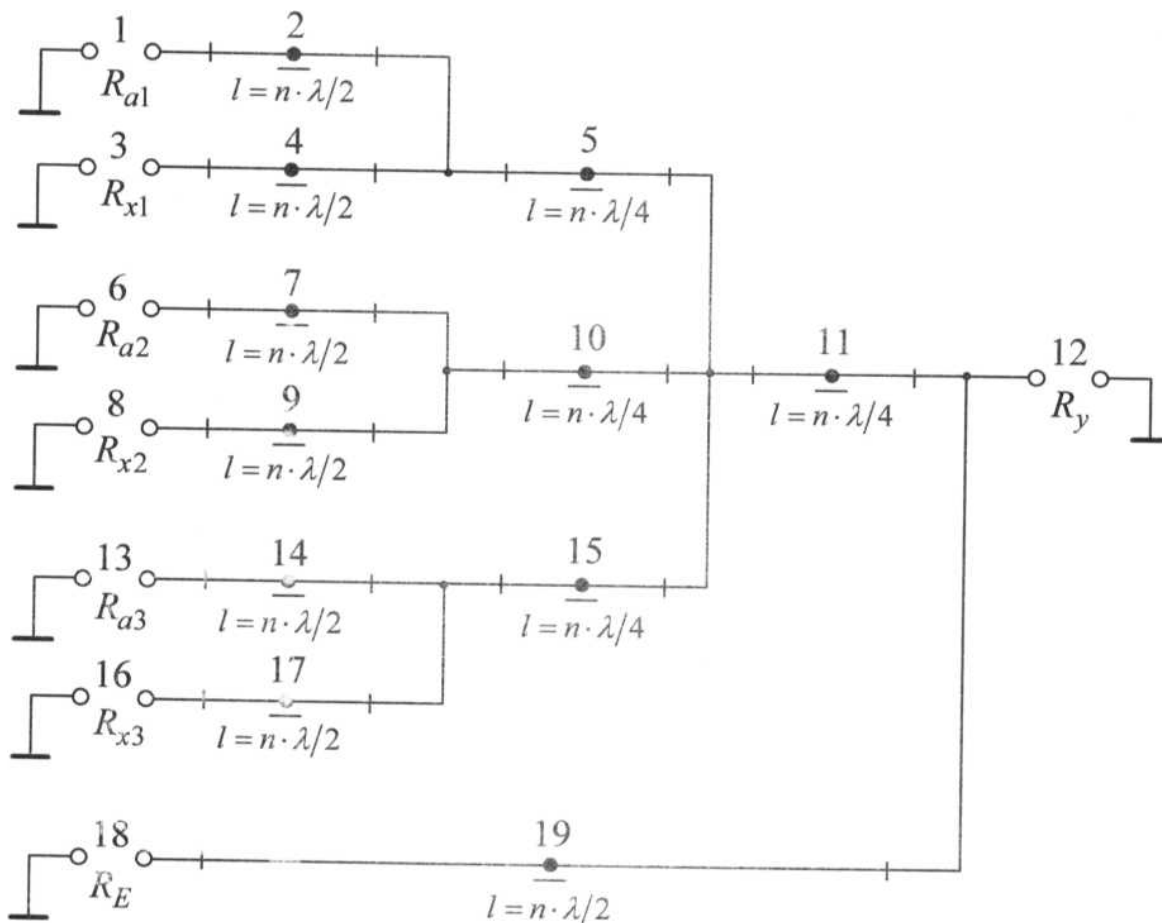 1
2
R_{a1}
l = n · λ/2
3
4
5
R_{x1}
l = n · λ/2
l = n · λ/4
6
7
R_{a2}
l = n · λ/2
10
11
12
8
9
l = n · λ/4
l = n · λ/4
R_y
R_{x2}
l = n · λ/2
13
14
15
R_{a3}
l = n · λ/2
l = n · λ/4
16
17
R_{x3}
l = n · λ/2
18
19
R_E
l = n · λ/2